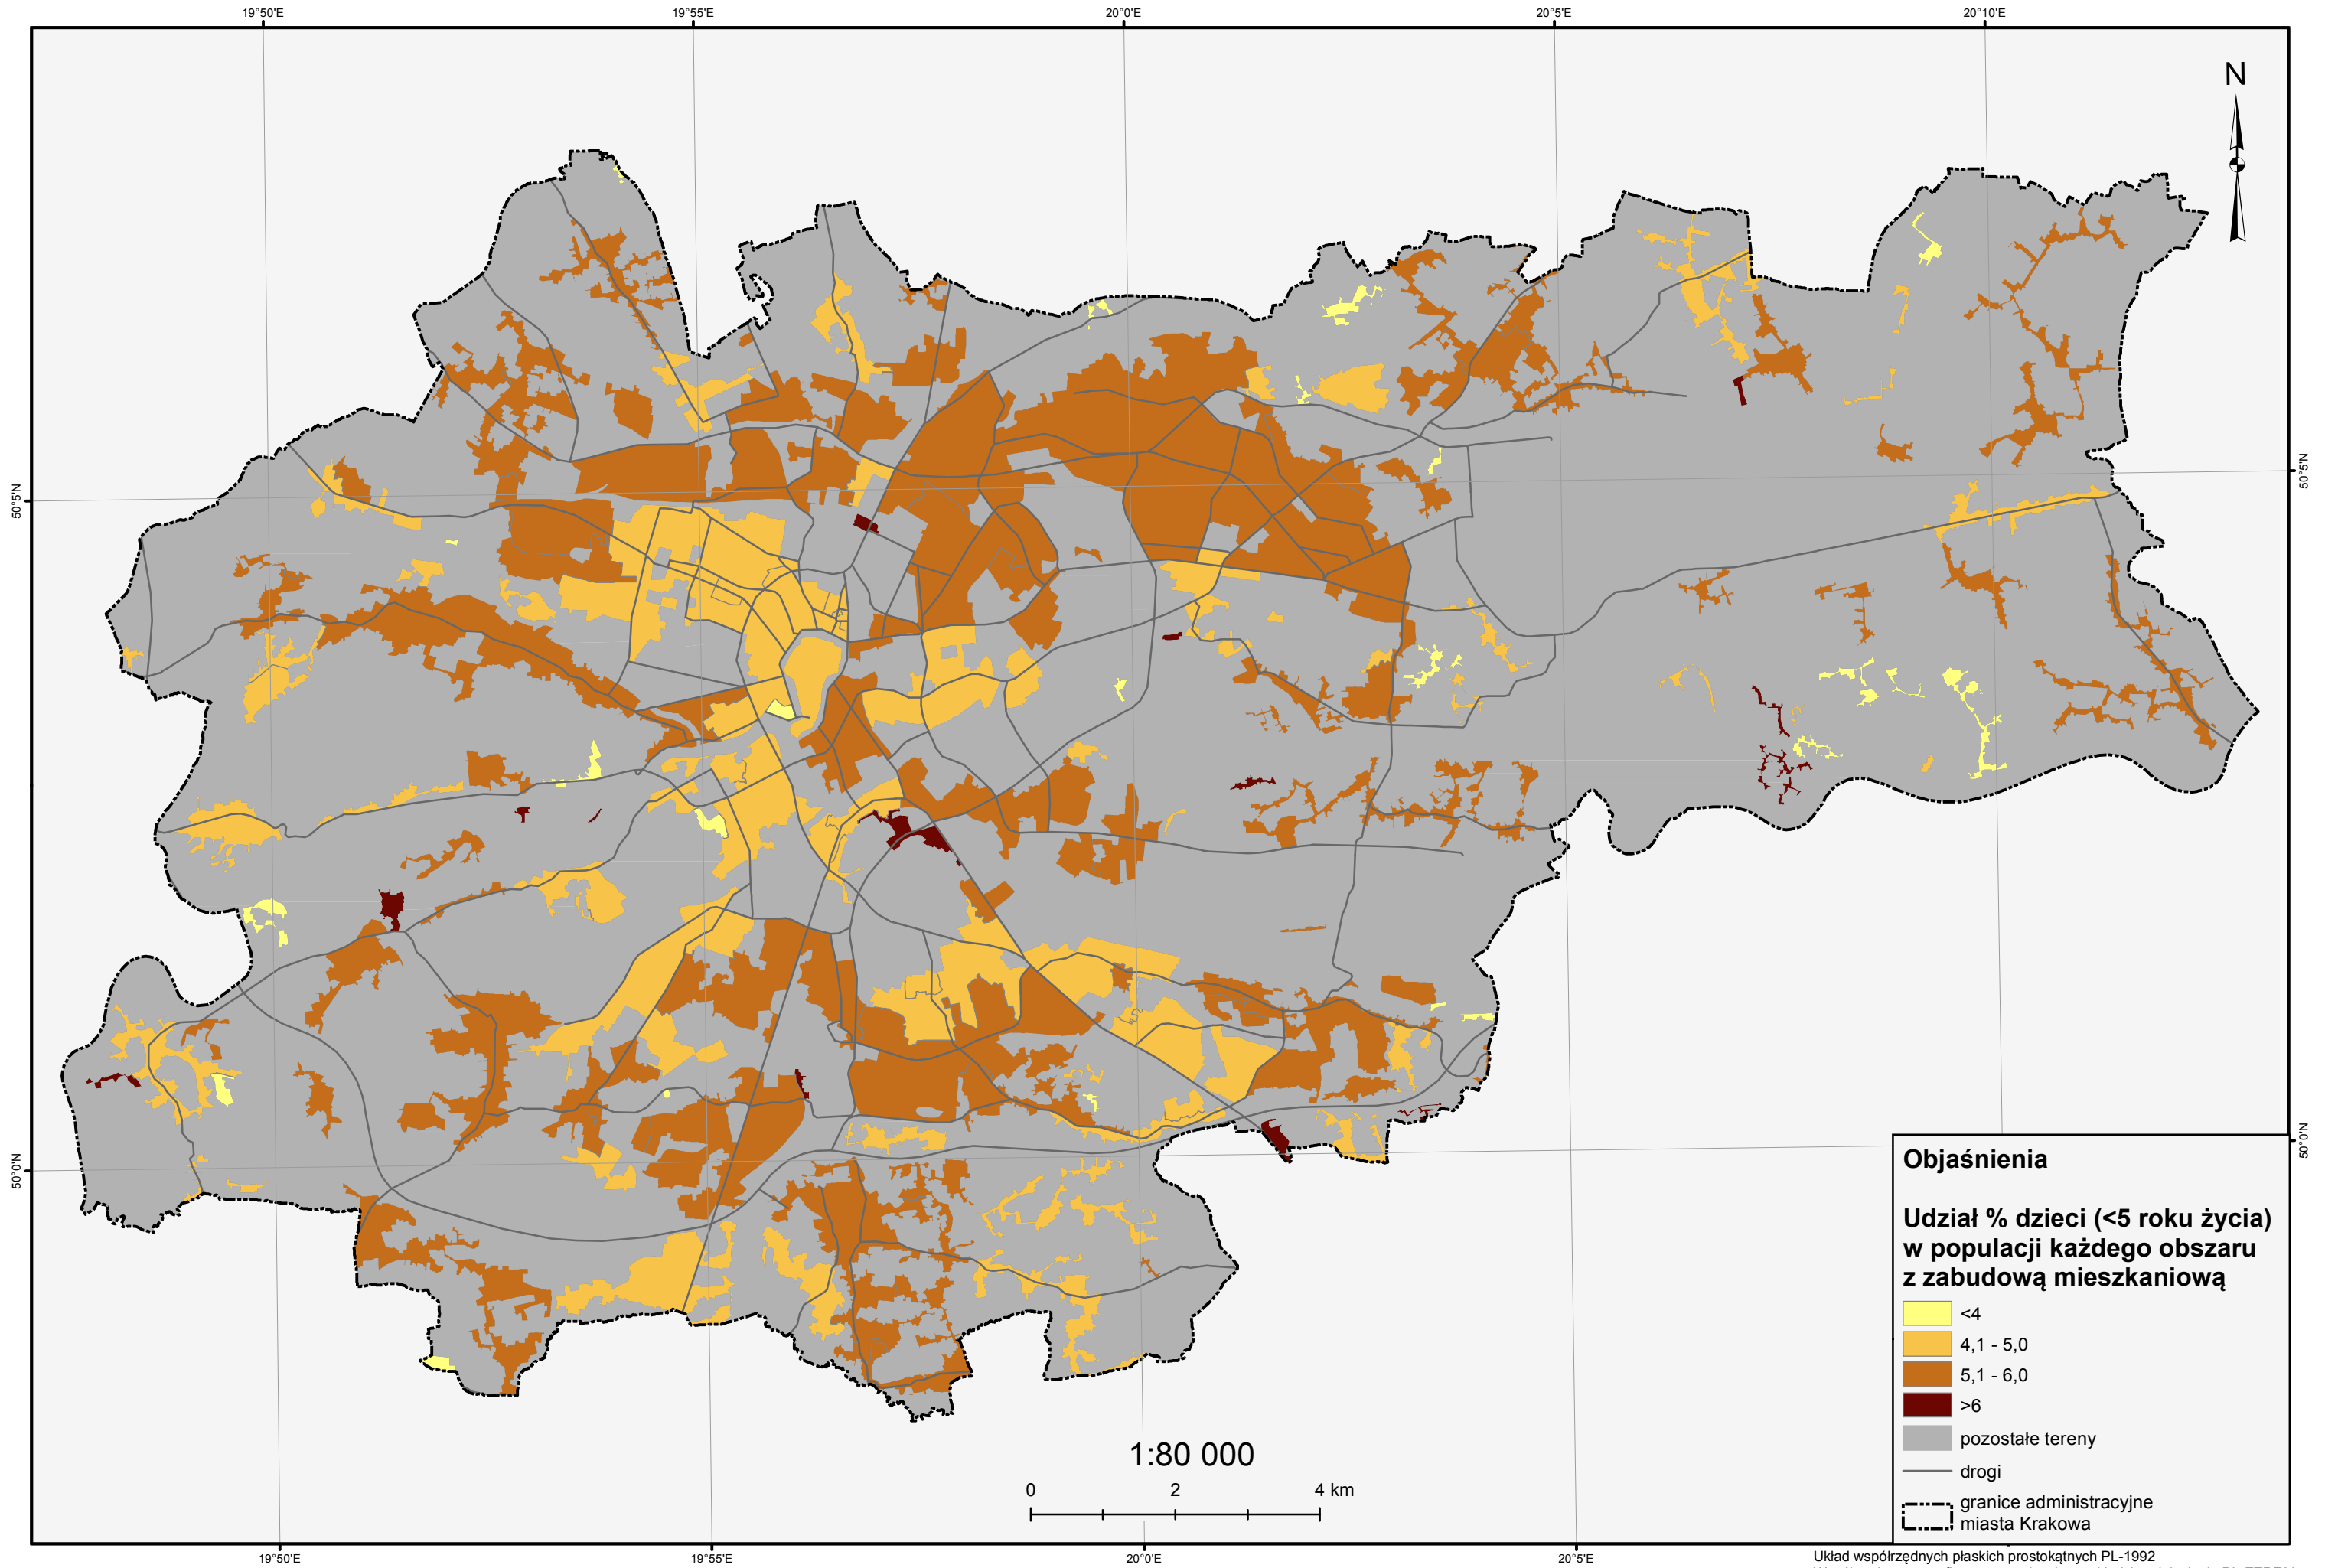 19°50'E
19°55'E
20°0'E
20°5'E
20°10'E
N
50°5'N
50°5'N
50°0'N
50°0'N
Objaśnienia
Udział % dzieci (<5 roku życia)
w populacji każdego obszaru
z zabudową mieszkaniową
<4
4,1 - 5,0
5,1 - 6,0
>6
pozostałe tereny
drogi
granice administracyjne
miasta Krakowa
1:80 000
0 2 4 km
19°50'E
19°55'E
20°0'E
20°5'E
Układ współrzędnych płaskich prostokątnych PL-1992